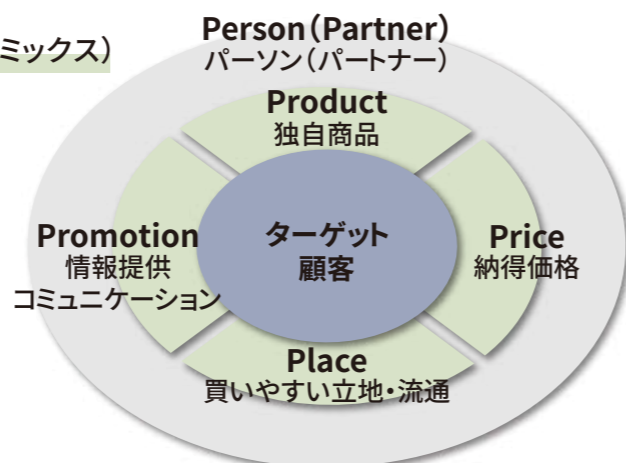 ミックス）
Person（Partner）
パーソン（パートナー）
Product
独自商品
Promotion
情報提供
コミュニケーション
ターゲット
顧客
Price
納得価格
Place
買いやすい立地・流通